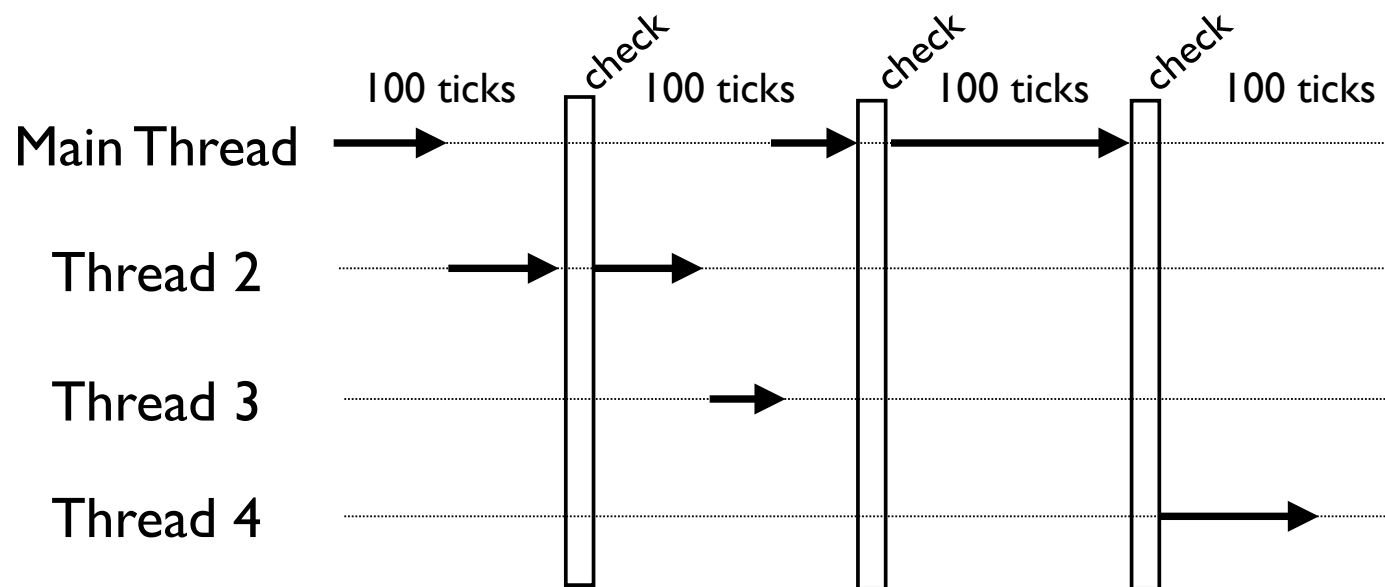 check check check
100 ticks 100 ticks 100 ticks 100 ticks
Main Thread
Thread 2
Thread 3
Thread 4